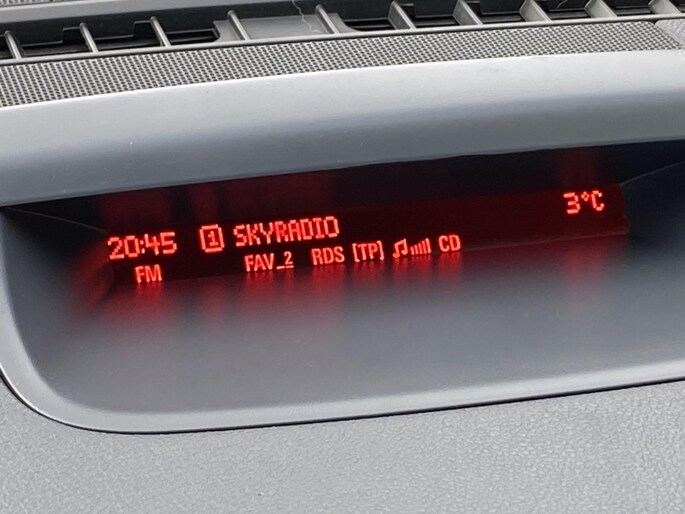 20:45 1 SKYRADIO 3°C
FM FAV_2 RDS [TP] CD